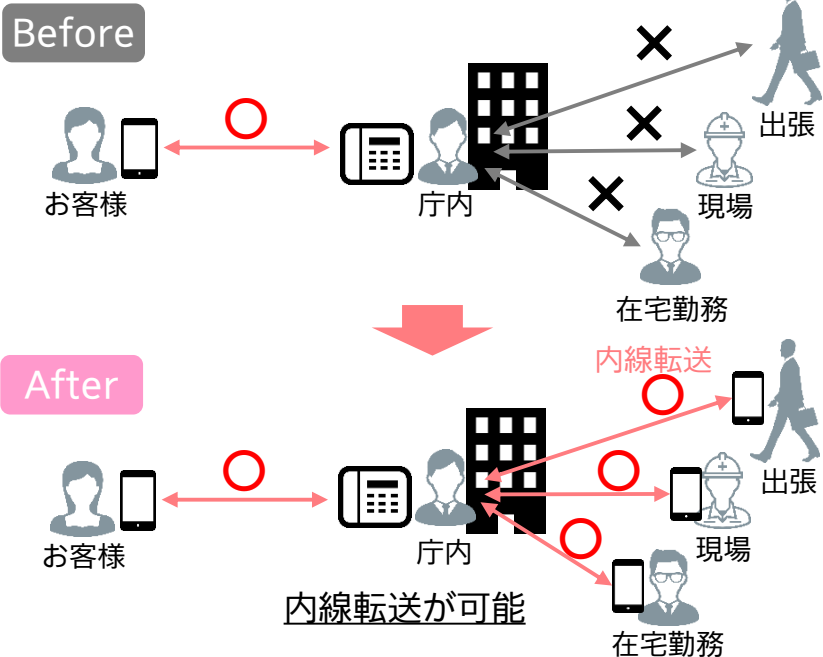 Before
お客様
庁内
出張
現場
在宅勤務
After
内線転送
お客様
庁内
出張
現場
在宅勤務
内線転送が可能